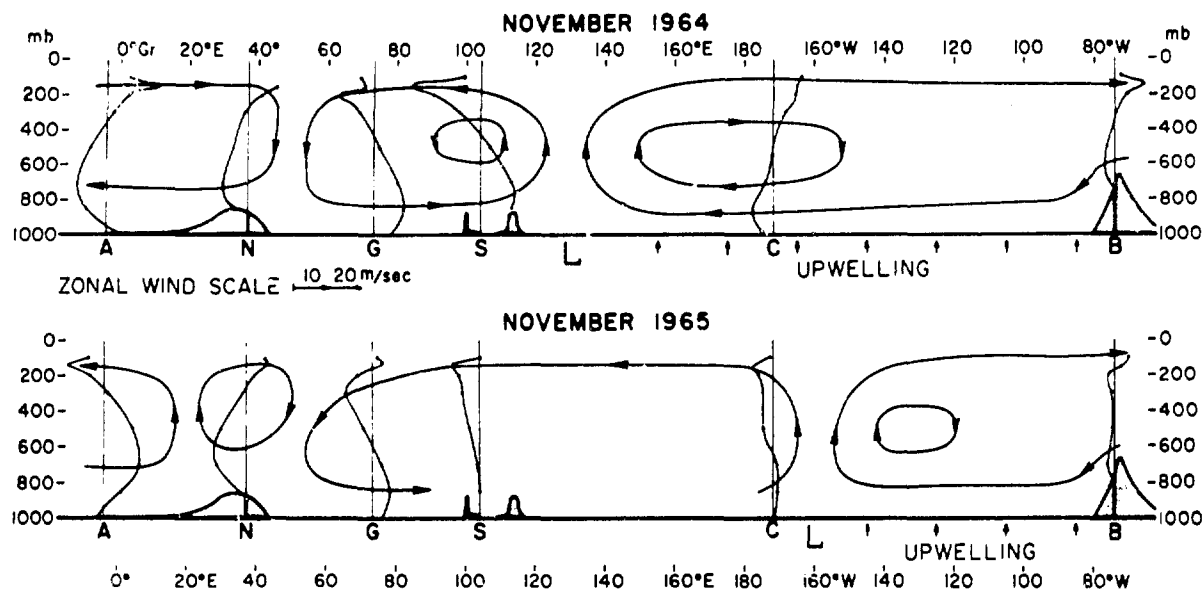 NOVEMBER 1964
mb 0°Gr 20°E 40° 60 80 100 120 160°E 180 160°W 140 120 100 80°W mb
0- -0
200- -200
400- -400
600- -600
800- -800
1000 1000
A N G S L C B
UPWELLING
ZONAL WIND SCALE 10 20 m/sec
NOVEMBER 1965
0- -0
200- -200
400- -400
600- -600
800- -800
1000 1000
A N G S C L B
UPWELLING
0° 20°E 40 60 80 100 120 140 160°E 180 160°W 140 120 100 80°W